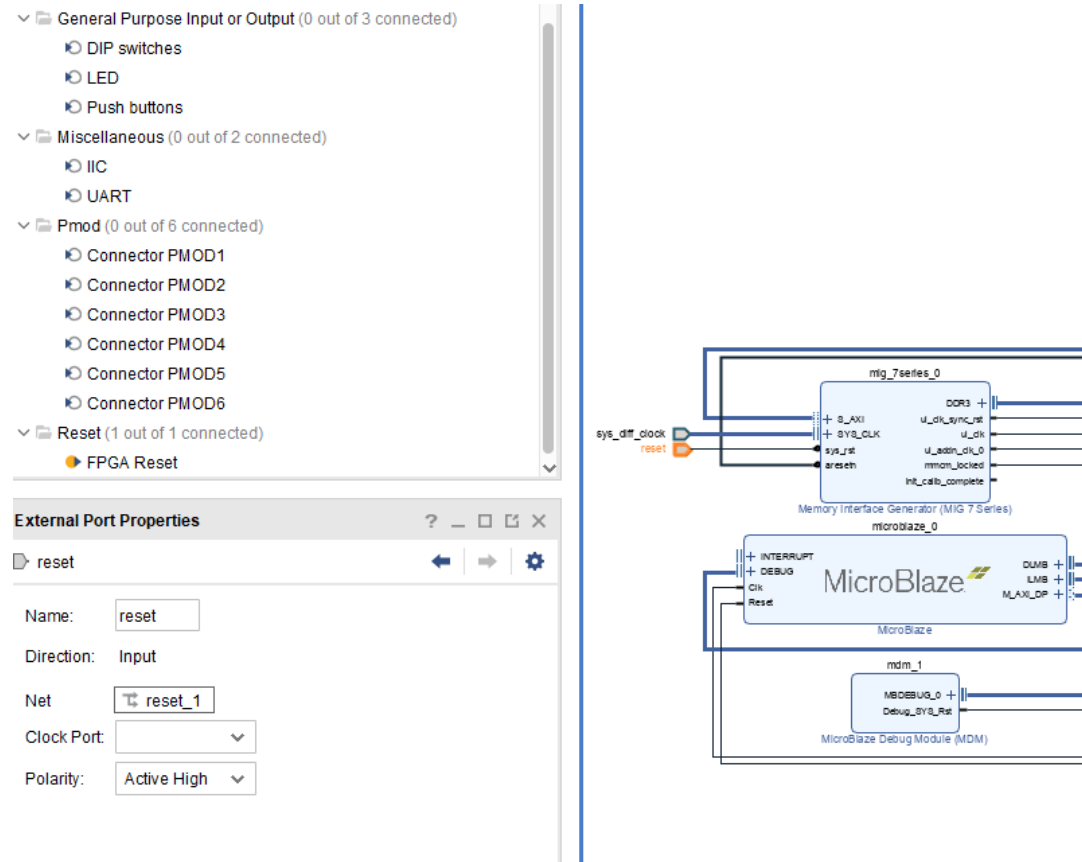 General Purpose Input or Output (0 out of 3 connected)
DIP switches
LED
Push buttons
Miscellaneous (0 out of 2 connected)
IIC
UART
Pmod (0 out of 6 connected)
Connector PMOD1
Connector PMOD2
Connector PMOD3
Connector PMOD4
Connector PMOD5
Connector PMOD6
Reset (1 out of 1 connected)
FPGA Reset
External Port Properties
reset
Name: reset
Direction: Input
Net reset_1
Clock Port:
Polarity: Active High
sys_diff_clock
reset
mig_7series_0
S_AXI
SYS_CLK
sys_rst
aresetn
DDR3
ui_clk_sync_rst
ui_clk
ui_addn_clk_0
mmcm_locked
init_calib_complete
Memory Interface Generator (MIG 7 Series)
microblaze_0
INTERRUPT
DEBUG
Clk
Reset
MicroBlaze
DLMB
ILMB
M_AXI_DP
MicroBlaze
mdm_1
MBDEBUG_0
Debug_SYS_Rst
MicroBlaze Debug Module (MDM)